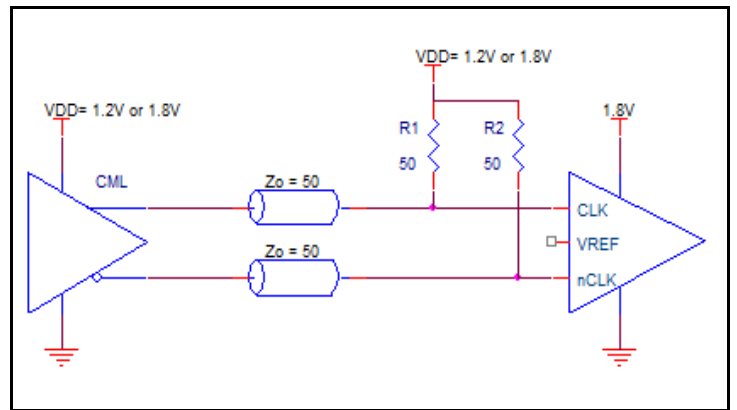 VDD= 1.2V or 1.8V
VDD= 1.2V or 1.8V
1.8V
R1
R2
50
50
CML
Zo = 50
Zo = 50
CLK
VREF
nCLK